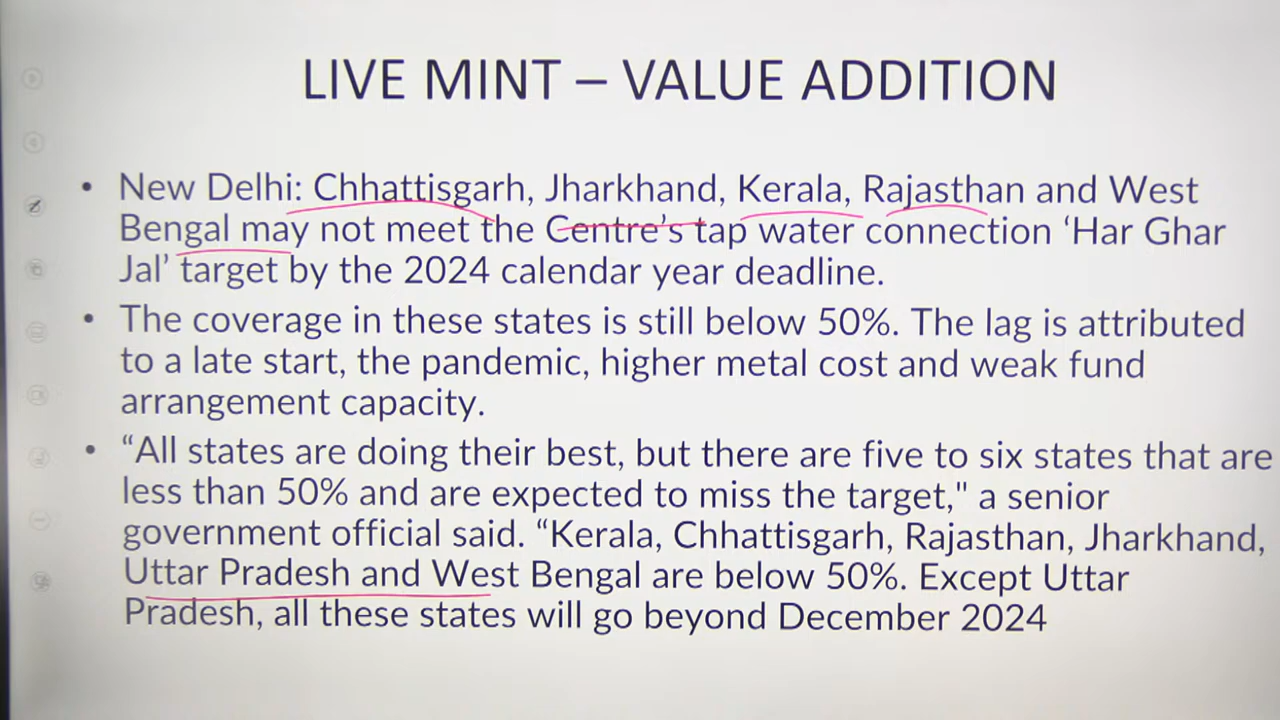 LIVE MINT – VALUE ADDITION
• New Delhi: Chhattisgarh, Jharkhand, Kerala, Rajasthan and West
Bengal may not meet the Centre's tap water connection ‘Har Ghar
Jal’ target by the 2024 calendar year deadline.
• The coverage in these states is still below 50%. The lag is attributed
to a late start, the pandemic, higher metal cost and weak fund
arrangement capacity.
• “All states are doing their best, but there are five to six states that are
less than 50% and are expected to miss the target," a senior
government official said. “Kerala, Chhattisgarh, Rajasthan, Jharkhand,
Uttar Pradesh and West Bengal are below 50%. Except Uttar
Pradesh, all these states will go beyond December 2024